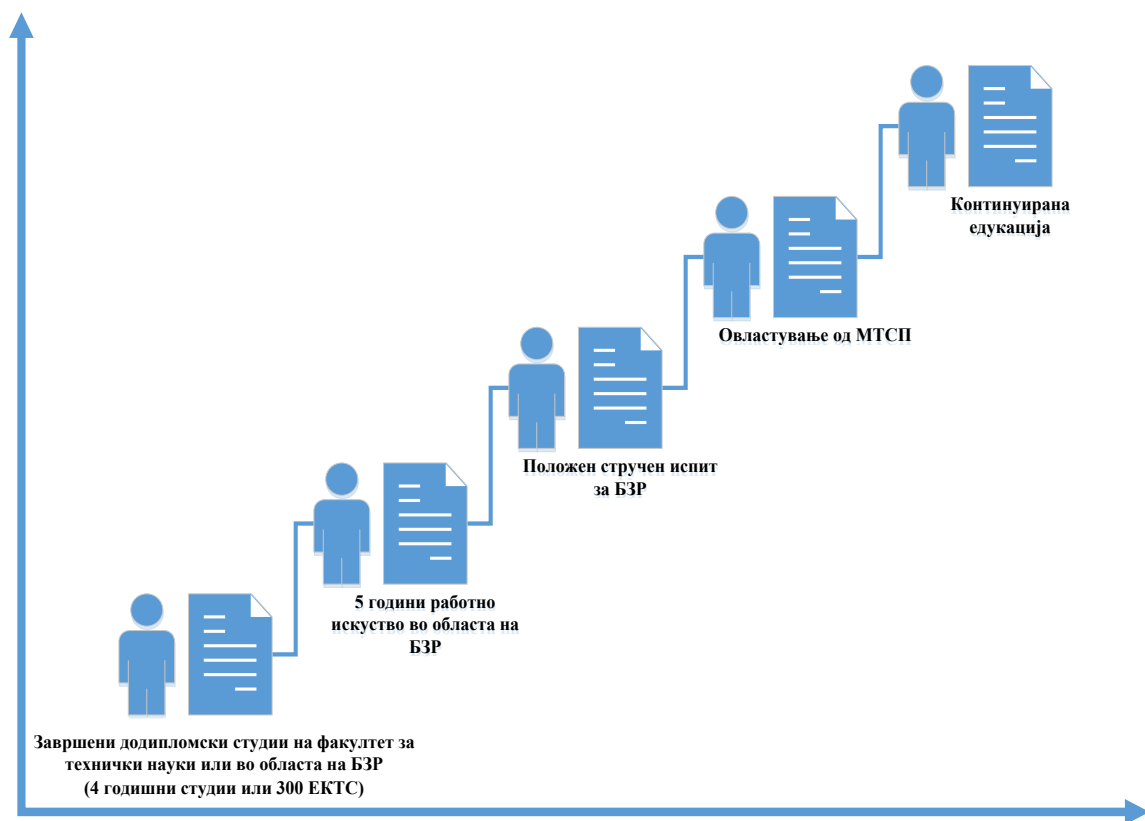 Континуирана
едукација
Овластување од МТСП
Положен стручен испит
за БЗР
5 години работно
искуство во областа на
БЗР
Завршени додипломски студии на факултет за
технички науки или во областа на БЗР
(4 годишни студии или 300 ЕКТС)